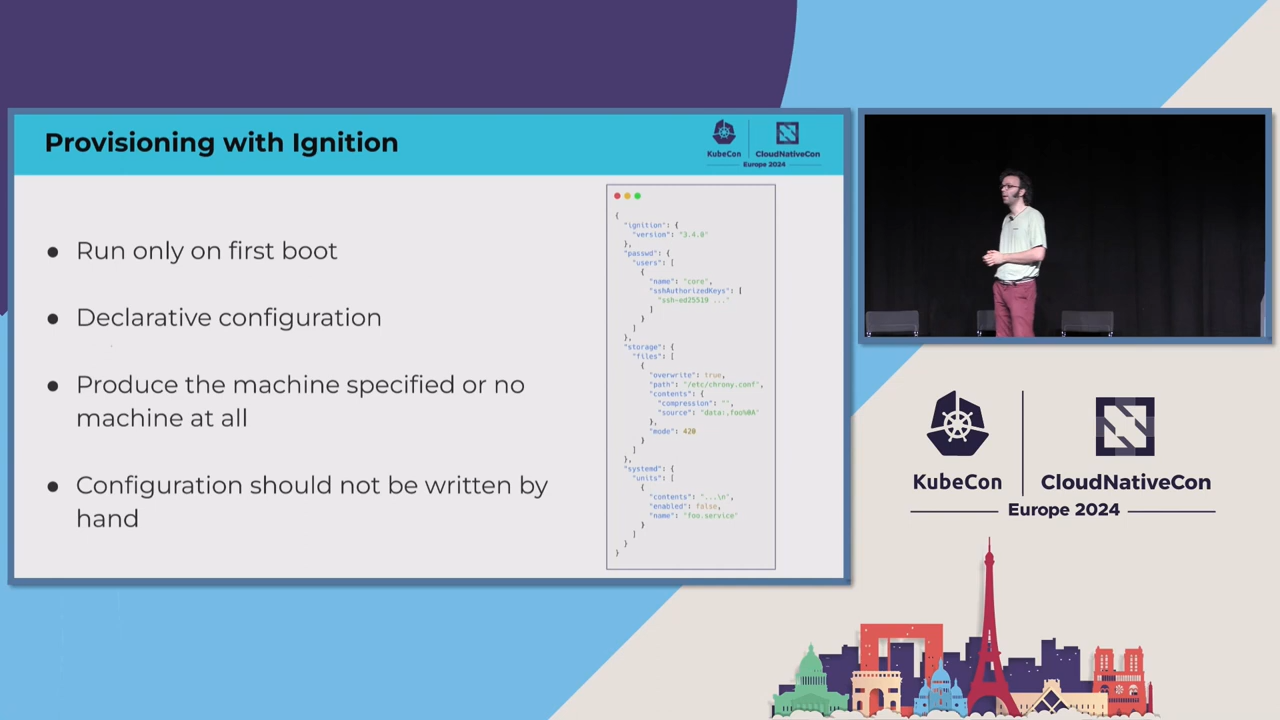 Provisioning with Ignition
KubeCon
CloudNativeCon
Europe 2024
● Run only on first boot
● Declarative configuration
● Produce the machine specified or no
machine at all
● Configuration should not be written by
hand
{
"ignition": {
"version": "3.4.0"
},
"passwd": {
"users": [
{
"name": "core",
"sshAuthorizedKeys": [
"ssh-ed25519 ..."
]
}
]
},
"storage": {
"files": [
{
"overwrite": true,
"path": "/etc/chrony.conf",
"contents": {
"compression": "",
"source": "data:,foo%0A"
},
"mode": 420
}
]
},
"systemd": {
"units": [
{
"contents": "...\n",
"enabled": false,
"name": "foo.service"
}
]
}
}
KubeCon
CloudNativeCon
Europe 2024